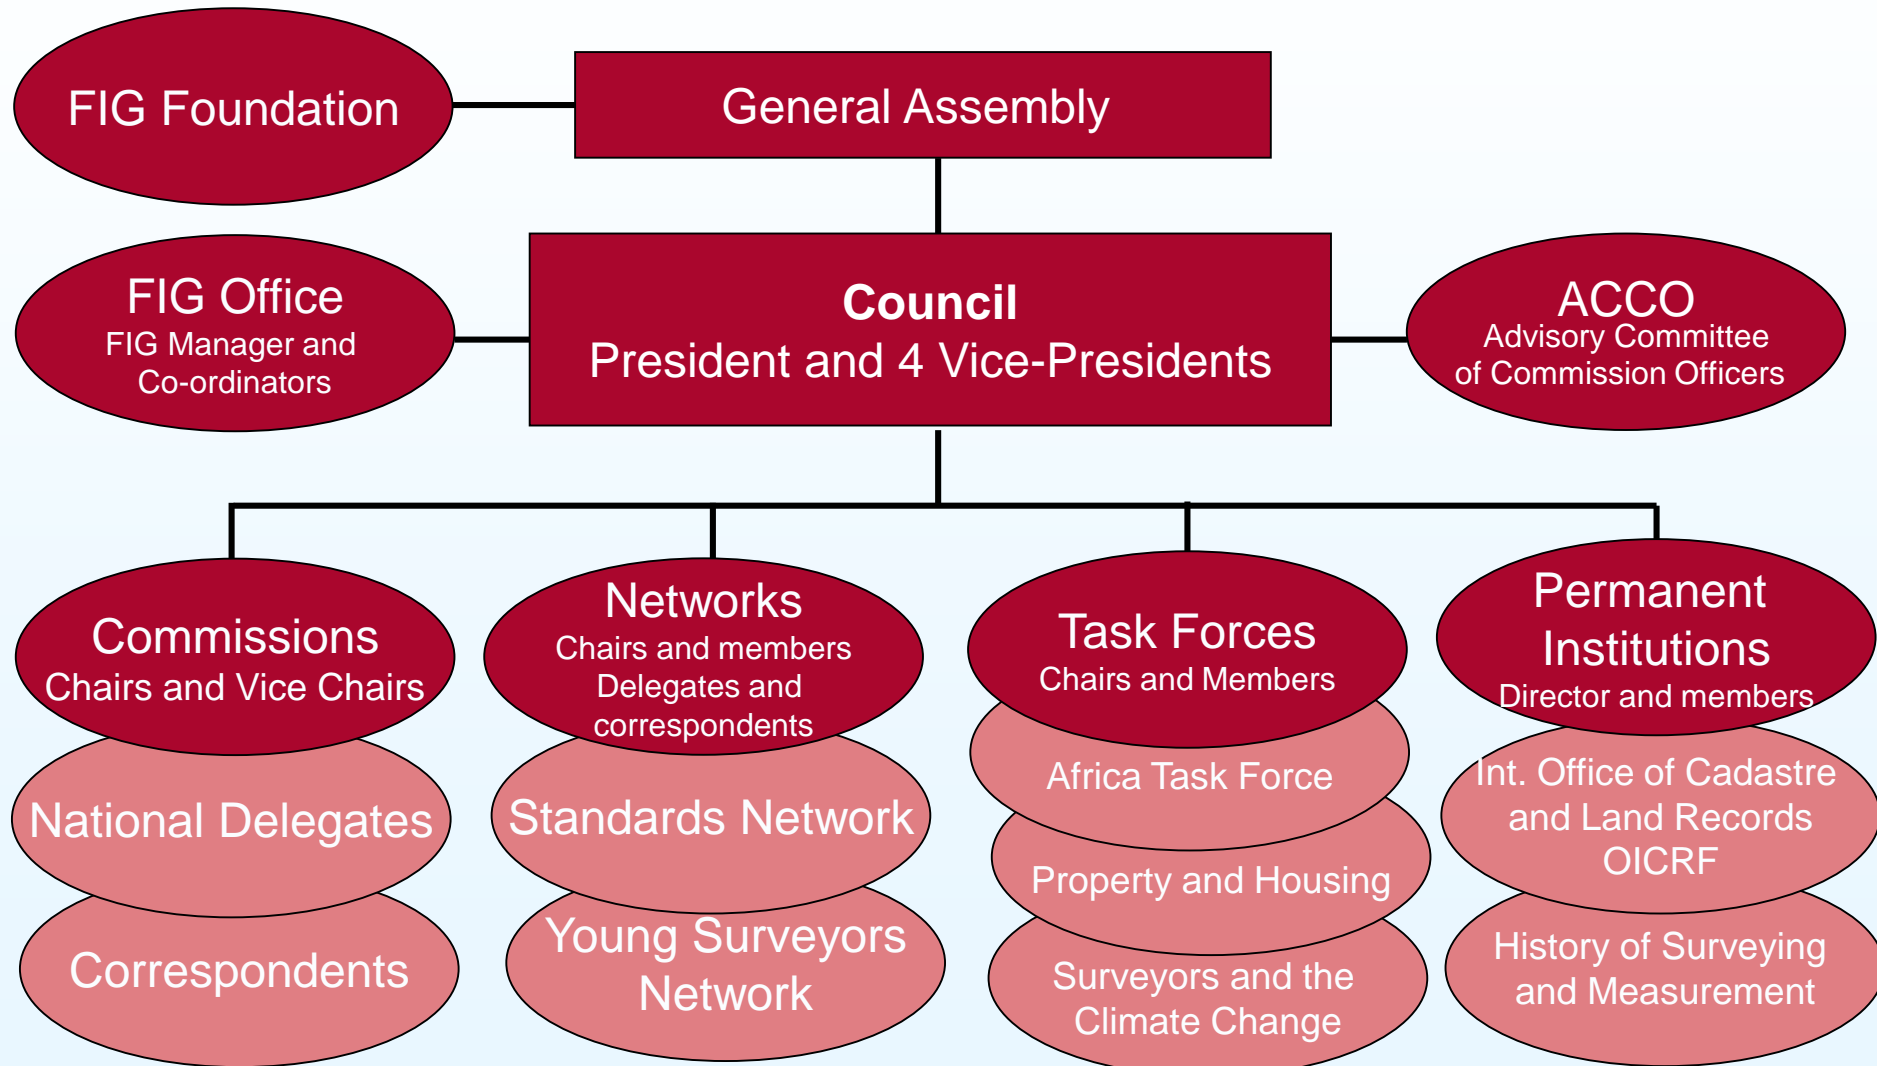 FIG Foundation
General Assembly
FIG Office
FIG Manager and
Co-ordinators
Council
President and 4 Vice-Presidents
ACCO
Advisory Committee
of Commission Officers
Commissions
Chairs and Vice Chairs
National Delegates
Correspondents
Networks
Chairs and members
Delegates and
correspondents
Standards Network
Young Surveyors
Network
Task Forces
Chairs and Members
Africa Task Force
Property and Housing
Surveyors and the
Climate Change
Permanent
Institutions
Director and members
Int. Office of Cadastre
and Land Records
OICRF
History of Surveying
and Measurement